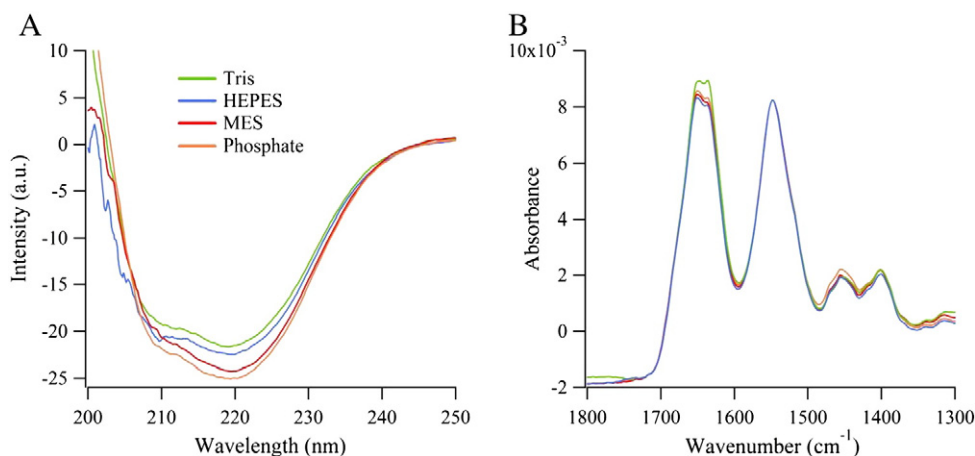 A
10
5
0
-5
-10
-15
-20
-25
Intensity (a.u.)
Tris
HEPES
MES
Phosphate
200 210 220 230 240 250
Wavelength (nm)
B
10x10-3
8
6
4
2
0
-2
Absorbance
1800 1700 1600 1500 1400 1300
Wavenumber (cm-1)